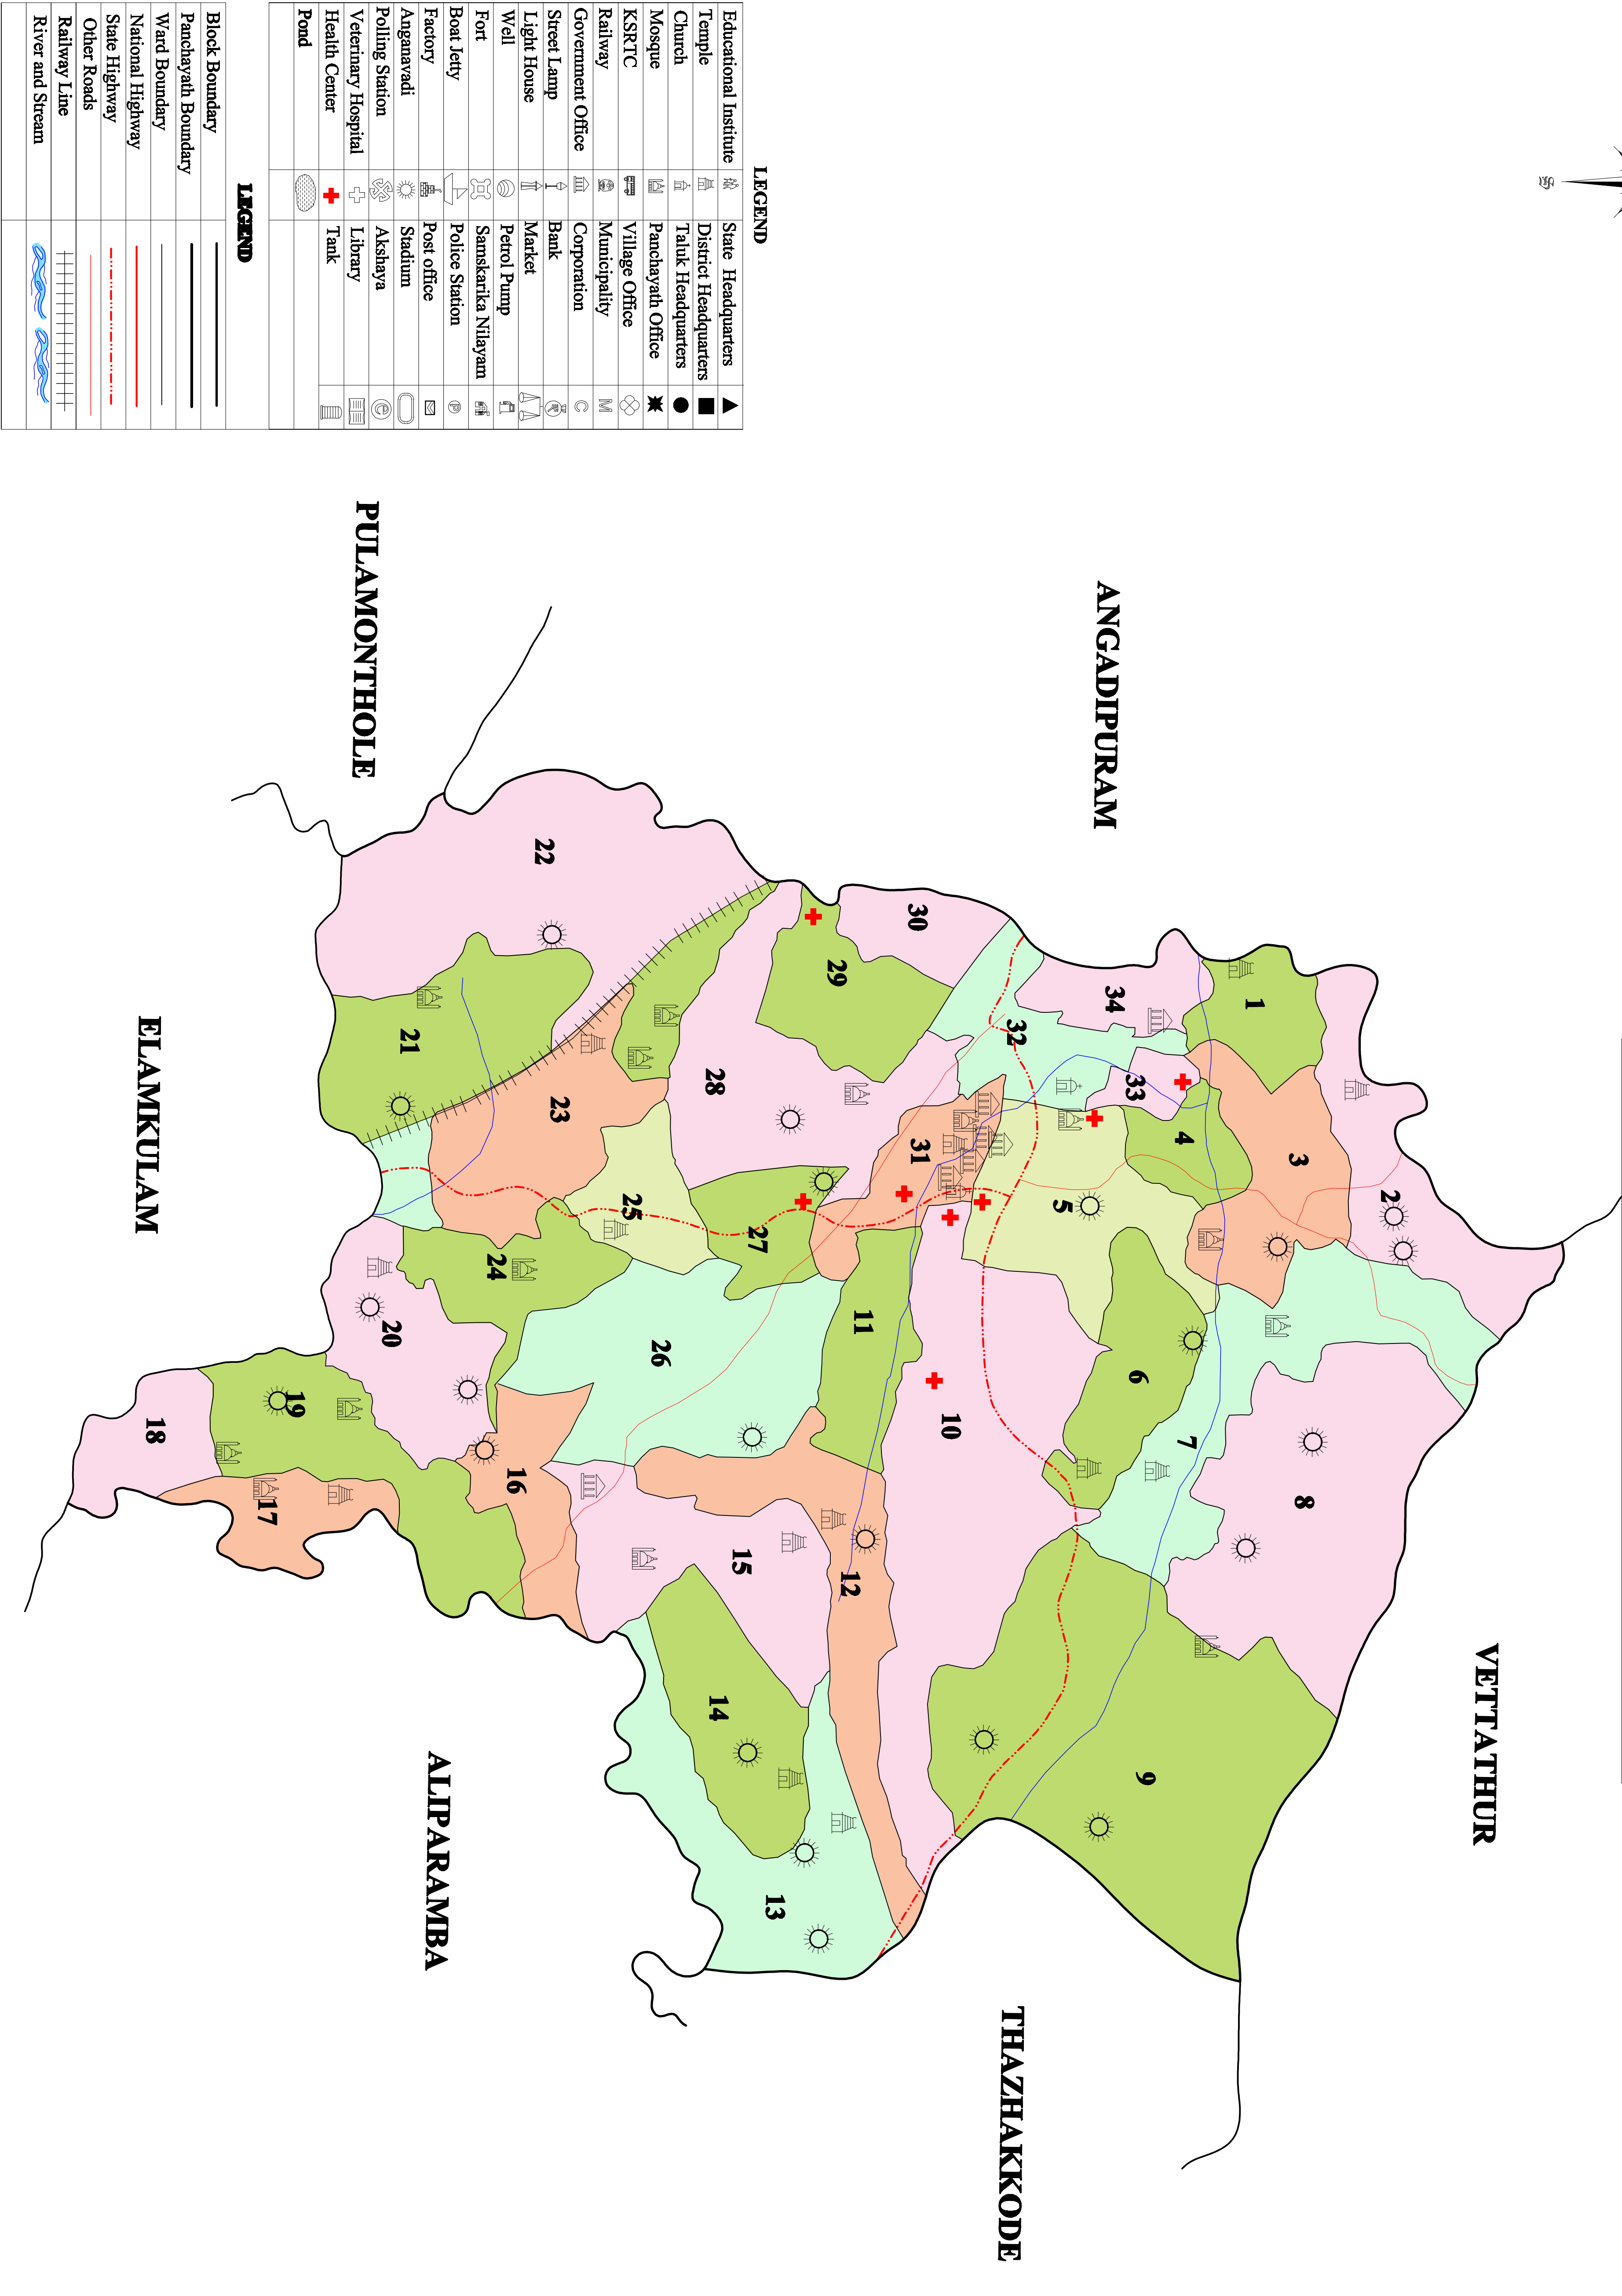 LEGEND
Educational Institute
State Headquarters
Temple
District Headquarters
Church
Taluk Headquarters
Mosque
Panchayath Office
KSRTC
Village Office
Railway
Municipality
M
Government Office
Corporation
C
Street Lamp
Bank
Light House
Market
Well
Petrol Pump
Fort
Samskarika Nilayam
Boat Jetty
Police Station
P
Factory
Post office
Anganavadi
Stadium
Polling Station
Akshaya
e
Veterinary Hospital
Library
Health Center
Tank
Pond
LEGEND
Block Boundary
Panchayath Boundary
Ward Boundary
National Highway
State Highway
Other Roads
Railway Line
River and Stream
VETTATHUR
ANGADIPURAM
THAZHAKKODE
PULAMONTHOLE
ALIPARAMBA
ELAMKULAM
1
2
3
4
5
6
7
8
9
10
11
12
13
14
15
16
17
18
19
20
21
22
23
24
25
26
27
28
29
30
31
32
33
34